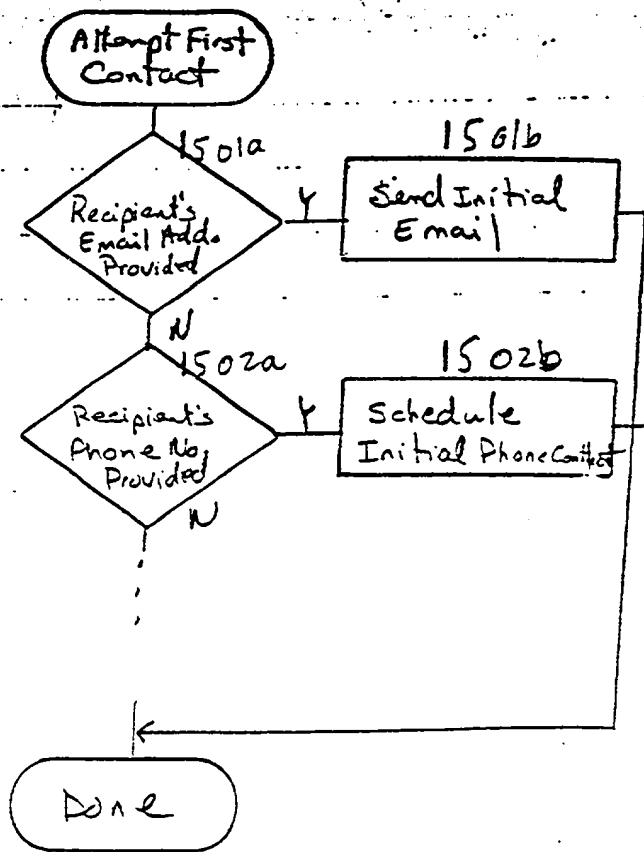 Attempt First
Contact
1501a
1501b
Recipient's
Email Add.
Provided
Y
Send Initial
Email
N
1502a
1502b
Recipient's
Phone No.
Provided
Y
Schedule
Initial Phone Contact
N
Done